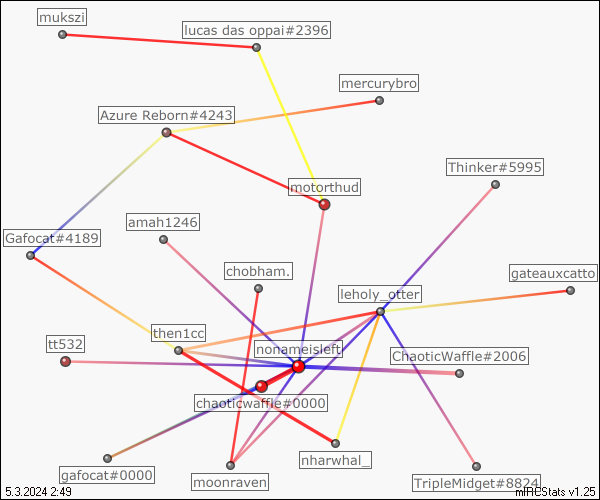 mukszi
lucas das oppai#2396
mercurybro
Azure Reborn#4243
Thinker#5995
motorthud
amah1246
Gafocat#4189
chobham.
gateauxcatto
leholy_otter
then1cc
tt532
nonameisleft
ChaoticWaffle#2006
chaoticwaffle#0000
nharwhal_
gafocat#0000
moonraven
TripleMidget#8824
5.3.2024 2:49
mIRCStats v1.25